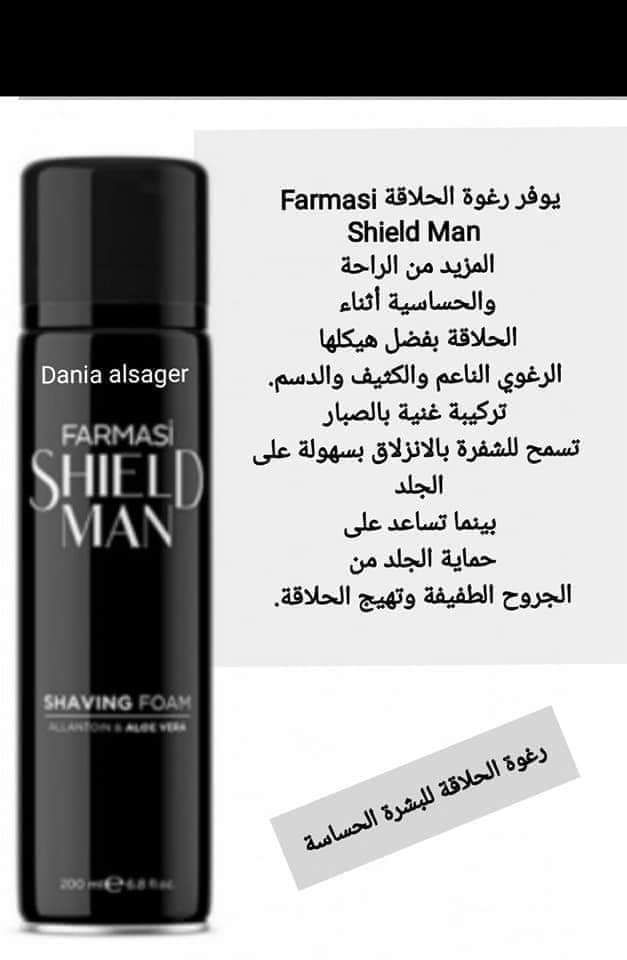 يوفر رغوة الحلاقة Farmasi
Shield Man
المزيد من الراحة
والحساسية أثناء
الحلاقة بفضل هيكلها
الرغوي الناعم والكثيف والدسم.
تركيبة غنية بالصبار
تسمح للشفرة بالانزلاق بسهولة على
الجلد
بينما تساعد على
حماية الجلد من
الجروح الطفيفة وتهيج الحلاقة.
Dania alsager
FARMASİ
SHIELD
MAN
SHAVING FOAM
ALLANTOIN & ALOE VERA
200 ml e 6.8 fl.oz.
رغوة الحلاقة للبشرة الحساسة